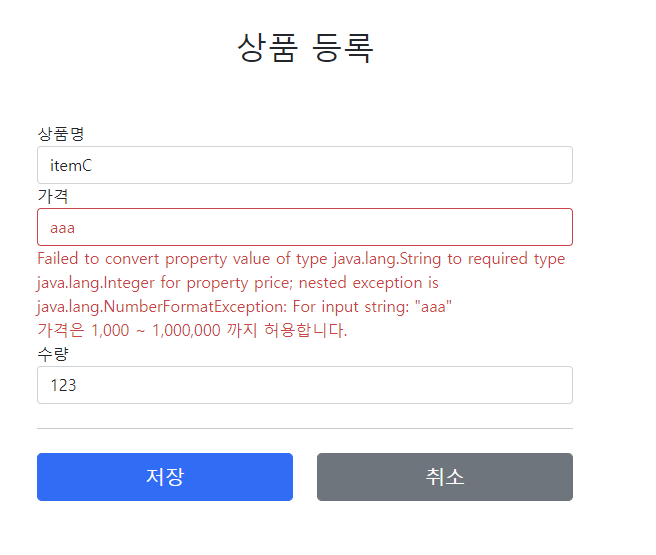 상품 등록
상품명
itemC
가격
aaa
Failed to convert property value of type java.lang.String to required type
java.lang.Integer for property price; nested exception is
java.lang.NumberFormatException: For input string: "aaa"
가격은 1,000 ~ 1,000,000 까지 허용합니다.
수량
123
저장
취소